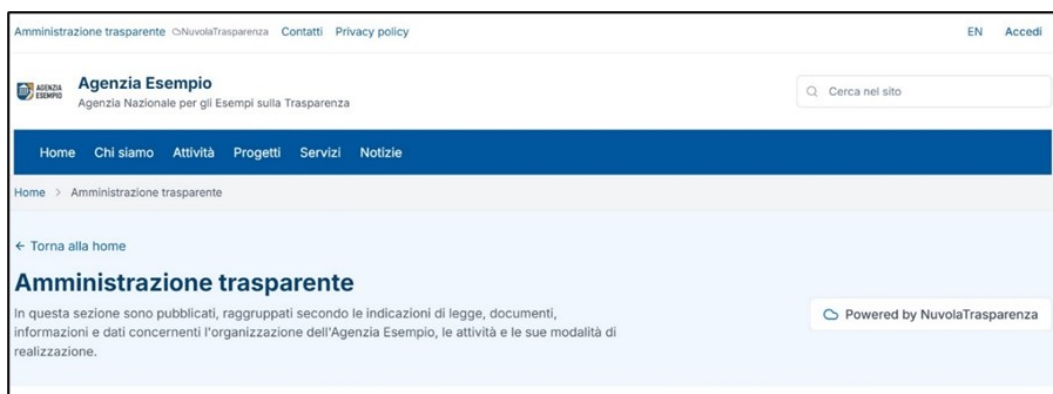 Amministrazione trasparente NuvolaTrasparenza Contatti Privacy policy EN Accedi
AGENZIA
ESEMPIO
Agenzia Esempio
Agenzia Nazionale per gli Esempi sulla Trasparenza
Cerca nel sito
Home Chi siamo Attività Progetti Servizi Notizie
Home > Amministrazione trasparente
← Torna alla home
Amministrazione trasparente
In questa sezione sono pubblicati, raggruppati secondo le indicazioni di legge, documenti,
informazioni e dati concernenti l'organizzazione dell'Agenzia Esempio, le attività e le sue modalità di
realizzazione.
Powered by NuvolaTrasparenza